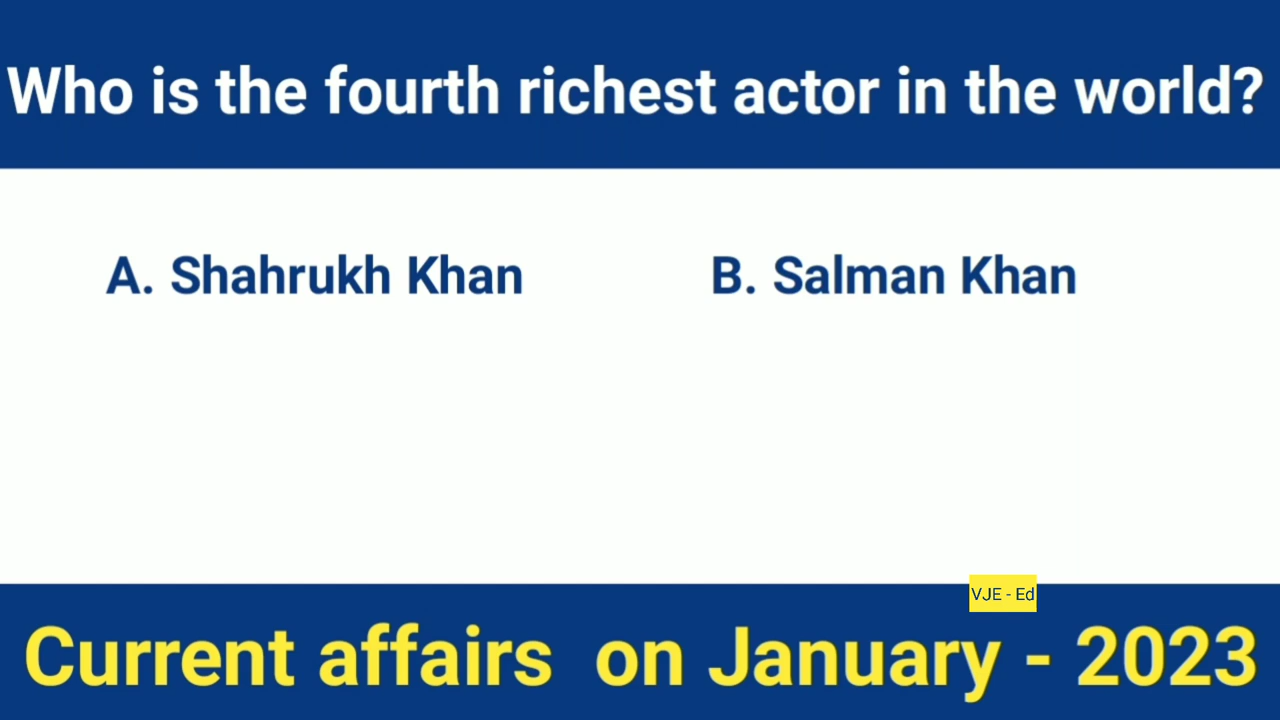 Who is the fourth richest actor in the world?
A. Shahrukh Khan
B. Salman Khan
VJE - Ed
Current affairs on January - 2023